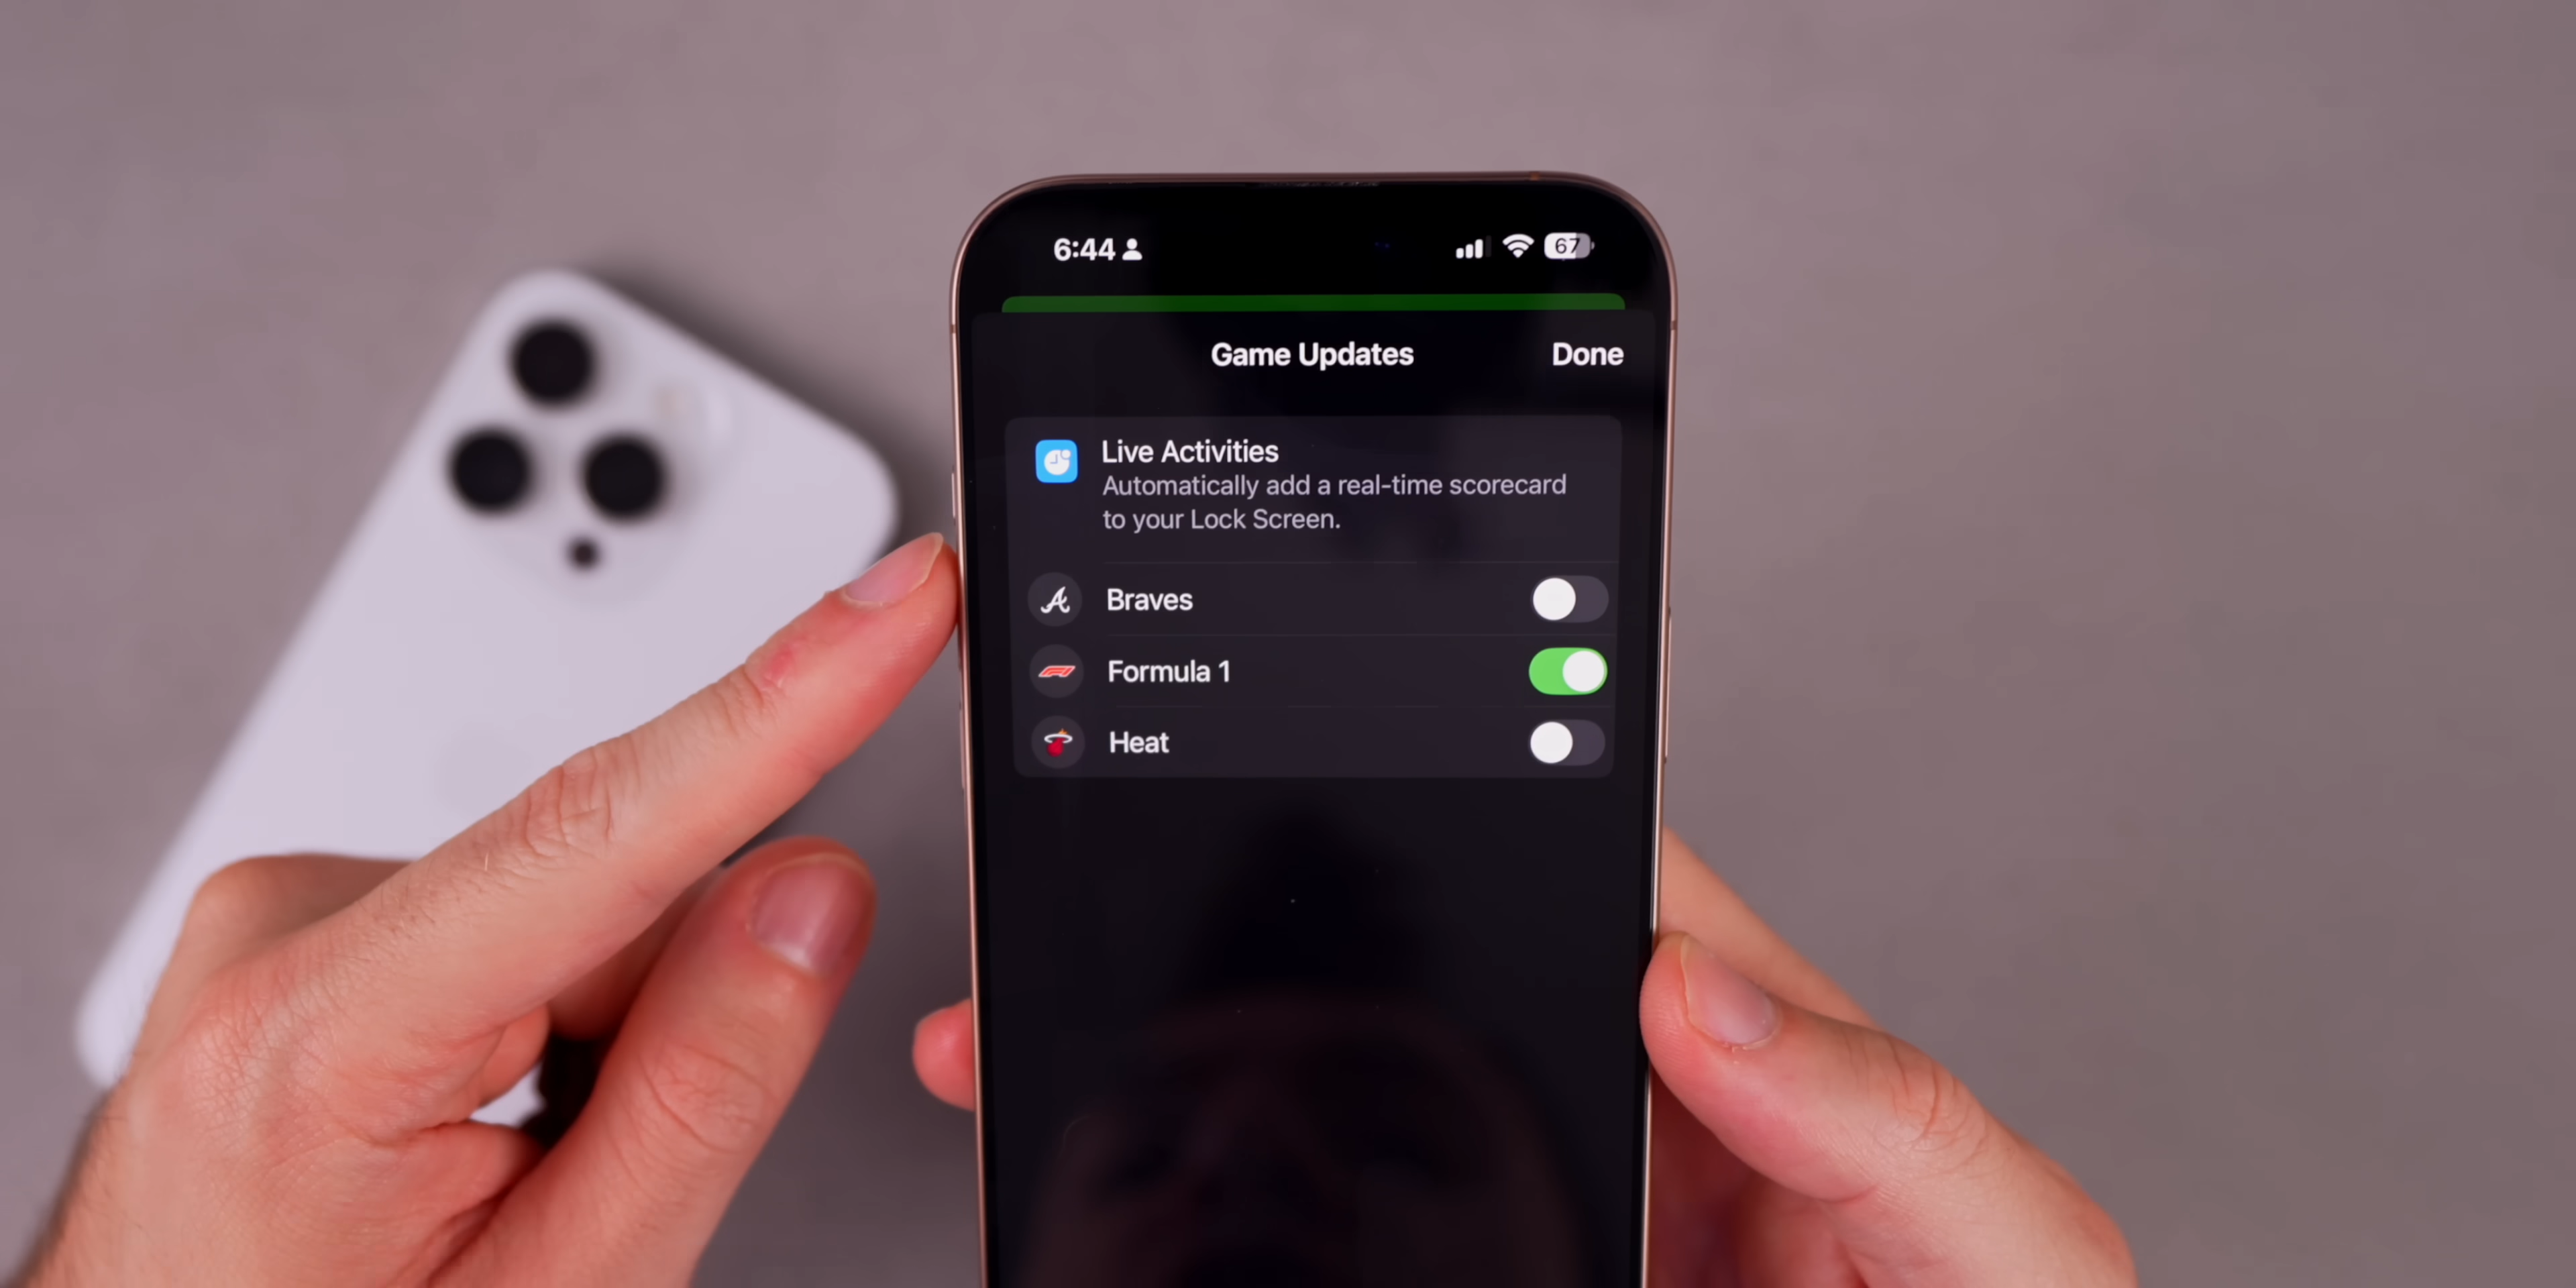 6:44
67
Game Updates
Done
Live Activities
Automatically add a real-time scorecard
to your Lock Screen.
Braves
Formula 1
Heat